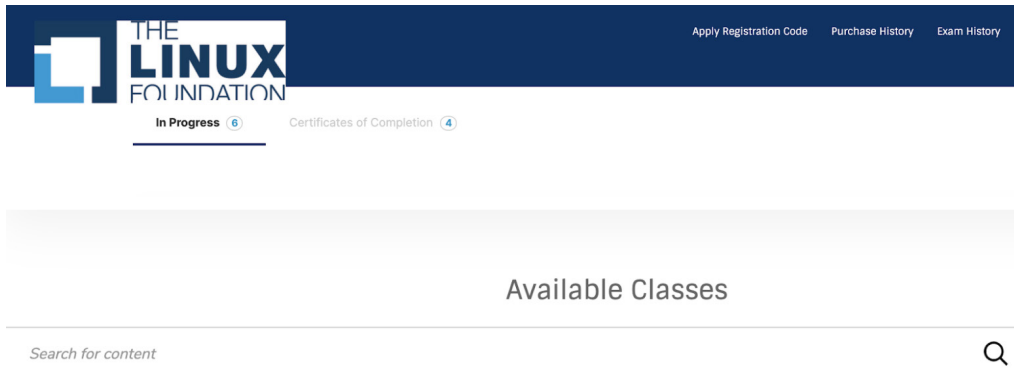 THE
LINUX
FOUNDATION
Apply Registration Code Purchase History Exam History
In Progress 6 Certificates of Completion 4
Available Classes
Search for content